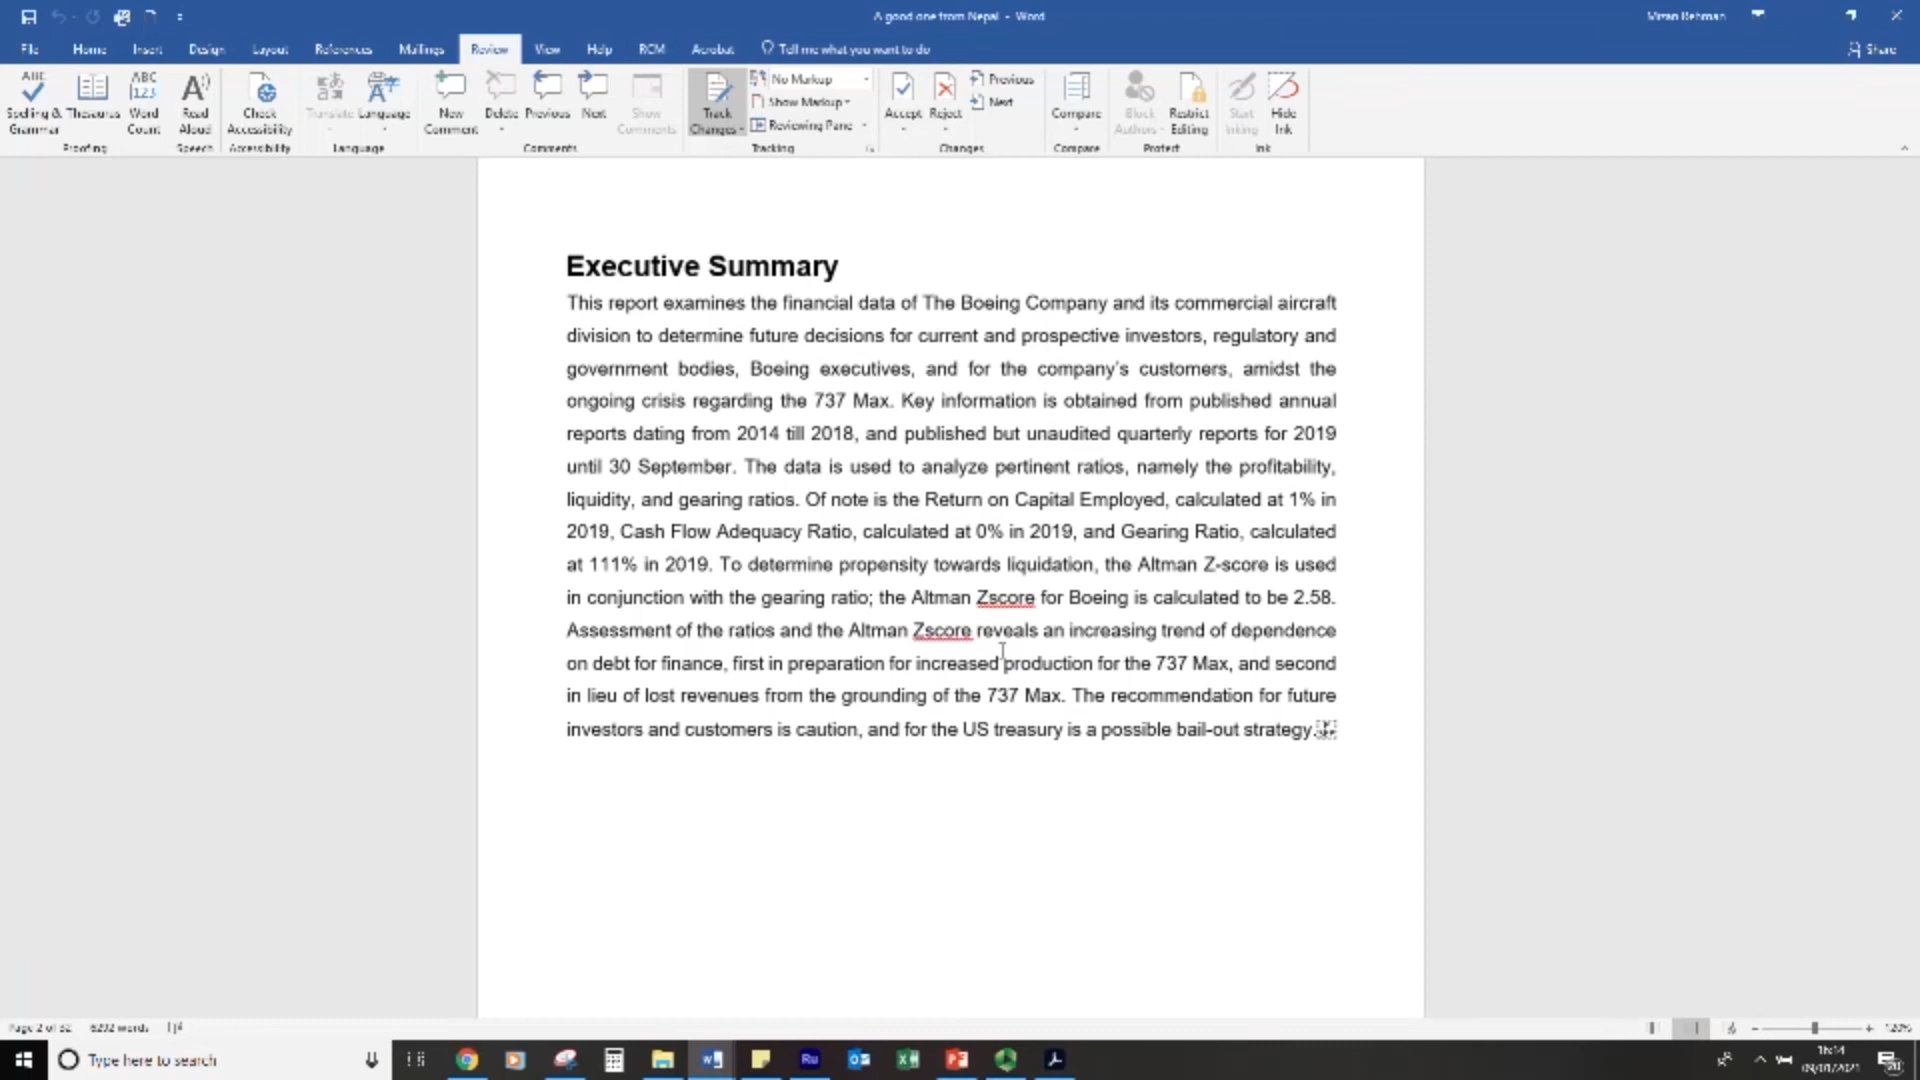 A good one from Nepal - Word
Mizan Rehman
File Home Insert Design Layout References Mailings Review View Help RCM Acrobat Tell me what you want to do
Share
Spelling & Grammar Thesaurus Word Count Read Aloud Check Accessibility Translate Language New Comment Delete Previous Next Show Comments Track Changes No Markup Show Markup Reviewing Pane Accept Reject Previous Next Compare Block Authors Restrict Editing Start Inking Hide Ink
Proofing Speech Accessibility Language Comments Tracking Changes Compare Protect Ink
Executive Summary
This report examines the financial data of The Boeing Company and its commercial aircraft
division to determine future decisions for current and prospective investors, regulatory and
government bodies, Boeing executives, and for the company's customers, amidst the
ongoing crisis regarding the 737 Max. Key information is obtained from published annual
reports dating from 2014 till 2018, and published but unaudited quarterly reports for 2019
until 30 September. The data is used to analyze pertinent ratios, namely the profitability,
liquidity, and gearing ratios. Of note is the Return on Capital Employed, calculated at 1% in
2019, Cash Flow Adequacy Ratio, calculated at 0% in 2019, and Gearing Ratio, calculated
at 111% in 2019. To determine propensity towards liquidation, the Altman Z-score is used
in conjunction with the gearing ratio; the Altman Zscore for Boeing is calculated to be 2.58.
Assessment of the ratios and the Altman Zscore reveals an increasing trend of dependence
on debt for finance, first in preparation for increased production for the 737 Max, and second
in lieu of lost revenues from the grounding of the 737 Max. The recommendation for future
investors and customers is caution, and for the US treasury is a possible bail-out strategy.
Page 2 of 32 6292 words
120%
Type here to search
16:14
09/01/2021